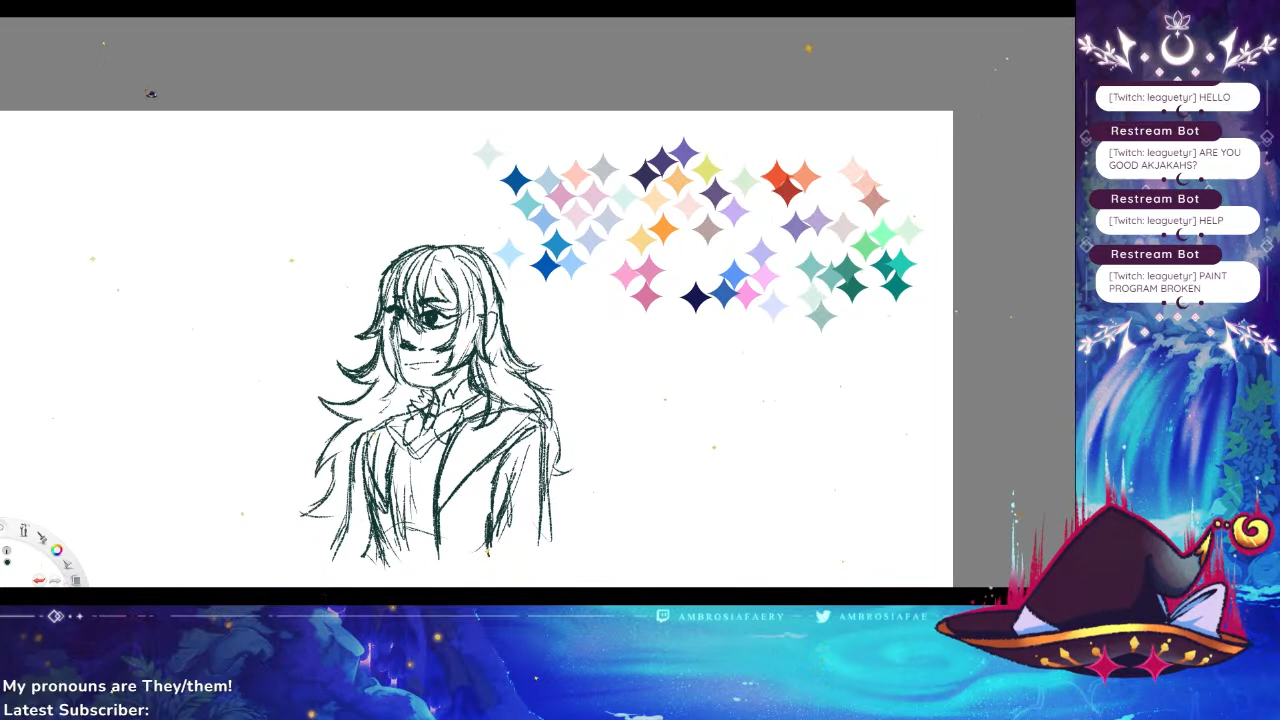 [Twitch: leaguetyr] HELLO
Restream Bot
[Twitch: leaguetyr] ARE YOU
GOOD AKJAKAHS?
Restream Bot
[Twitch: leaguetyr] HELP
Restream Bot
[Twitch: leaguetyr] PAINT
PROGRAM BROKEN
AMBROSIAFAERY
AMBROSIAFAE
My pronouns are They/them!
Latest Subscriber: